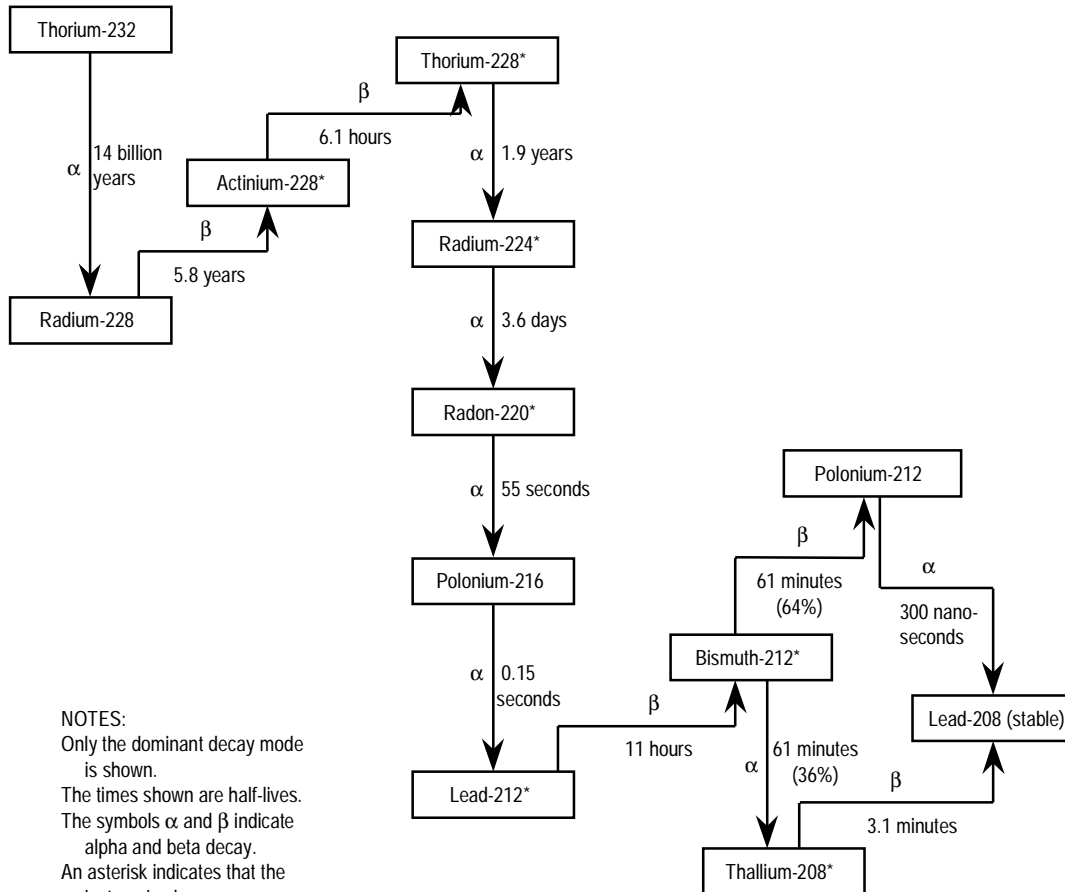 Thorium-232
Thorium-228*
β
6.1 hours
α
14 billion
years
Actinium-228*
α
1.9 years
β
5.8 years
Radium-228
Radium-224*
α
3.6 days
Radon-220*
α
55 seconds
Polonium-212
β
61 minutes
(64%)
α
300 nano-
seconds
Polonium-216
α
0.15
seconds
Bismuth-212*
β
11 hours
α
61 minutes
(36%)
Lead-208 (stable)
β
3.1 minutes
Lead-212*
Thallium-208*
NOTES:
Only the dominant decay mode
is shown.
The times shown are half-lives.
The symbols α and β indicate
alpha and beta decay.
An asterisk indicates that the